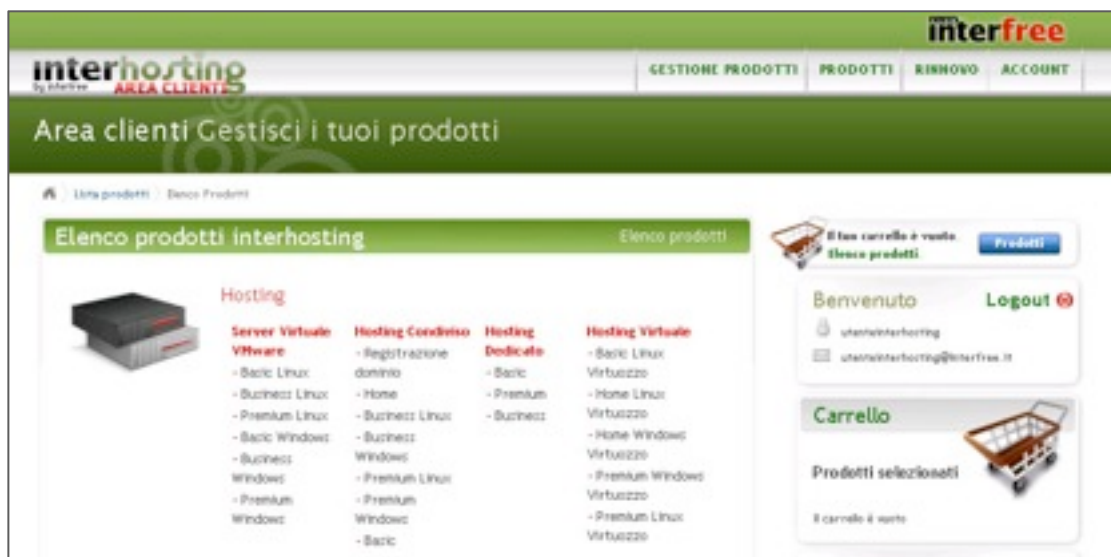 interfree
interhosting
by interfree AREA CLIENTI
GESTIONE PRODOTTI PRODOTTI RINNOVO ACCOUNT
Area clienti Gestisci i tuoi prodotti
Lista prodotti Elenco Prodotti
Elenco prodotti interhosting Elenco prodotti
Il tuo carrello è vuoto.
Elenco prodotti.
Prodotti
Hosting
Server Virtuale
VMware
- Basic Linux
- Business Linux
- Premium Linux
- Basic Windows
- Business
Windows
- Premium
Windows
Hosting Condiviso
- Registrazione
dominio
- Home
- Business Linux
- Business
Windows
- Premium Linux
- Premium
Windows
- Basic
Hosting
Dedicato
- Basic
- Premium
- Business
Hosting Virtuale
- Basic Linux
Virtuozzo
- Home Linux
Virtuozzo
- Home Windows
Virtuozzo
- Premium Windows
Virtuozzo
- Premium Linux
Virtuozzo
Benvenuto Logout
utenteinterhosting
utenteinterhosting@interfree.it
Carrello
Prodotti selezionati
Il carrello è vuoto